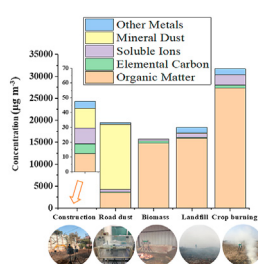 Other Metals
Mineral Dust
Soluble Ions
Elemental Carbon
Organic Matter
Concentration (μg m⁻³)
35000
30000
25000
20000
15000
10000
5000
0
70
60
50
40
30
20
10
0
Construction Road dust Biomass Landfill Crop burning